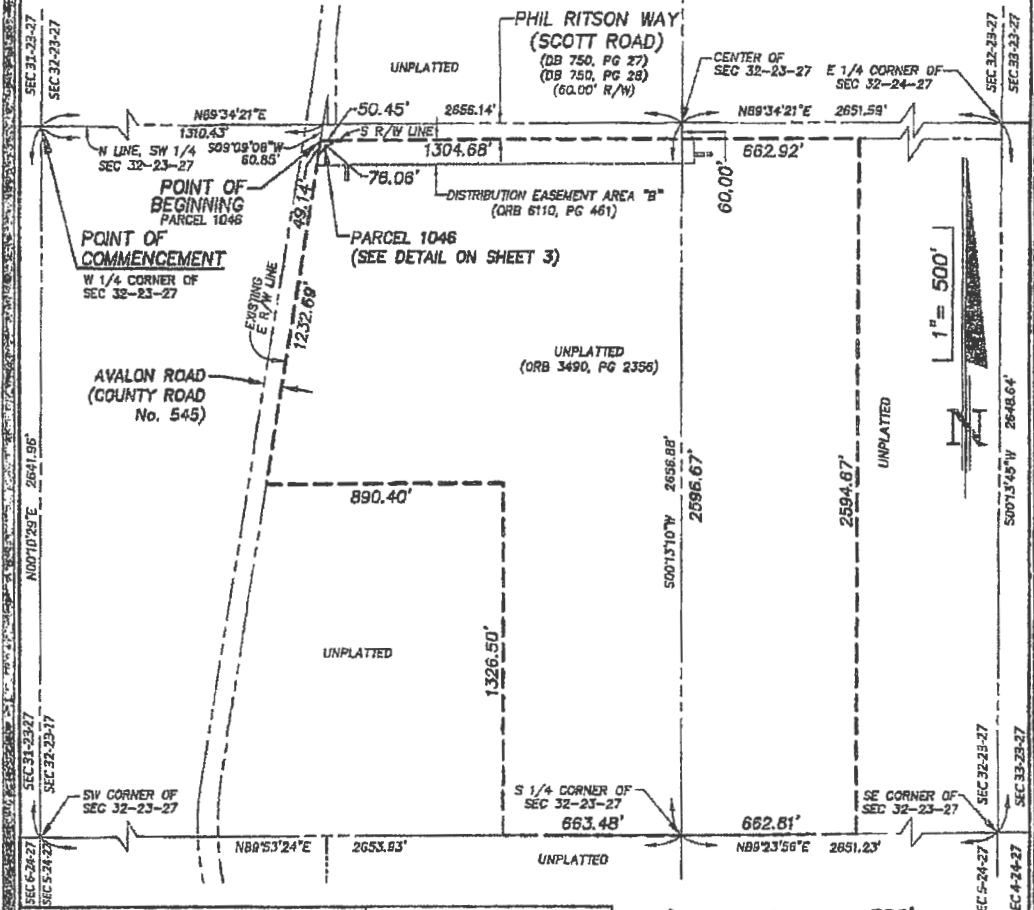 SEC 31-23-27
SEC 32-23-27
PHIL RITSON WAY
(SCOTT ROAD)
(DB 750, PG 27)
(DB 750, PG 28)
(60.00' R/W)
UNPLATTED
CENTER OF
SEC 32-23-27
E 1/4 CORNER OF
SEC 32-24-27
SEC 32-23-27
SEC 33-23-27
N89°34'21"E
1310.43'
50.45'
2656.14'
N89°34'21"E
2651.59'
S09°09'08"W
60.85'
S R/W LINE
N LINE, SW 1/4
SEC 32-23-27
1304.68'
662.92'
60.00'
76.06'
POINT OF
BEGINNING
PARCEL 1046
49.14'
DISTRIBUTION EASEMENT AREA "B"
(ORB 6110, PG 461)
POINT OF
COMMENCEMENT
W 1/4 CORNER OF
SEC 32-23-27
PARCEL 1046
(SEE DETAIL ON SHEET 3)
1"= 500'
EXISTING
E R/W LINE
1232.69'
UNPLATTED
(ORB 3490, PG 2356)
AVALON ROAD
(COUNTY ROAD
No. 545)
UNPLATTED
N
N00°10'29"E 2641.96'
890.40'
S00°13'10"W 2656.88'
2596.67'
2594.67'
S00°13'45"W 2648.64'
UNPLATTED
1326.50'
SEC 31-23-27
SEC 32-23-27
SW CORNER OF
SEC 32-23-27
S 1/4 CORNER OF
SEC 32-23-27
SE CORNER OF
SEC 32-23-27
SEC 32-23-27
SEC 33-23-27
663.48'
662.81'
N89°53'24"E 2653.93'
N89°23'56"E 2651.23'
UNPLATTED
SEC 6-24-27
SEC 5-24-27
SEC 5-24-27
SEC 4-24-27